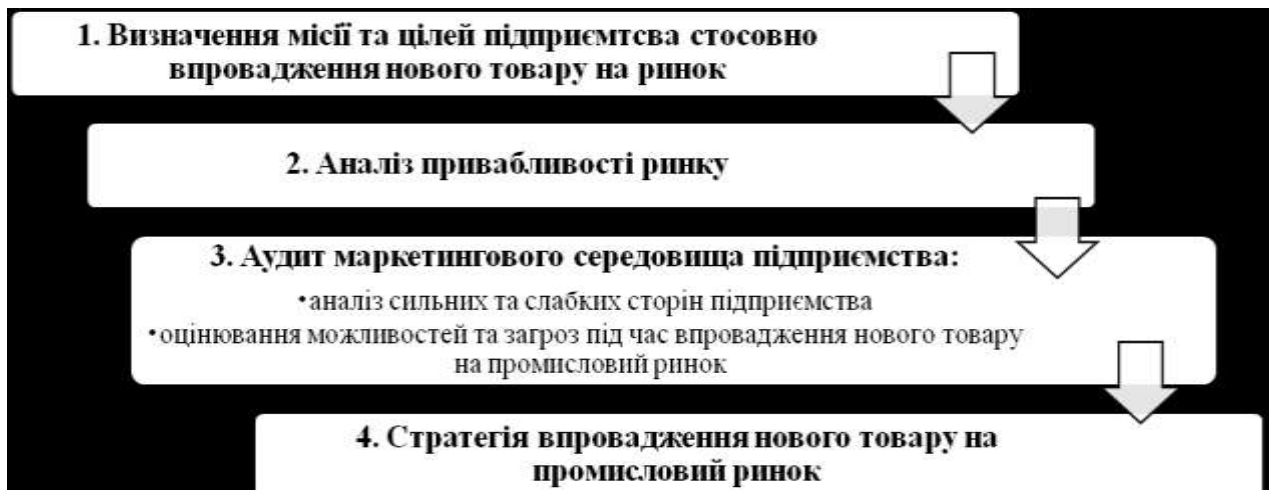 1. Визначення місії та цілей підприємтсва стосовно
впровадження нового товару на ринок
2. Аналіз привабливості ринку
3. Аудит маркетингового середовища підприємства:
•аналіз сильних та слабких сторін підприємства
•оцінювання можливостей та загроз під час впровадження нового товару
на промисловий ринок
4. Стратегія впровадження нового товару на
промисловий ринок